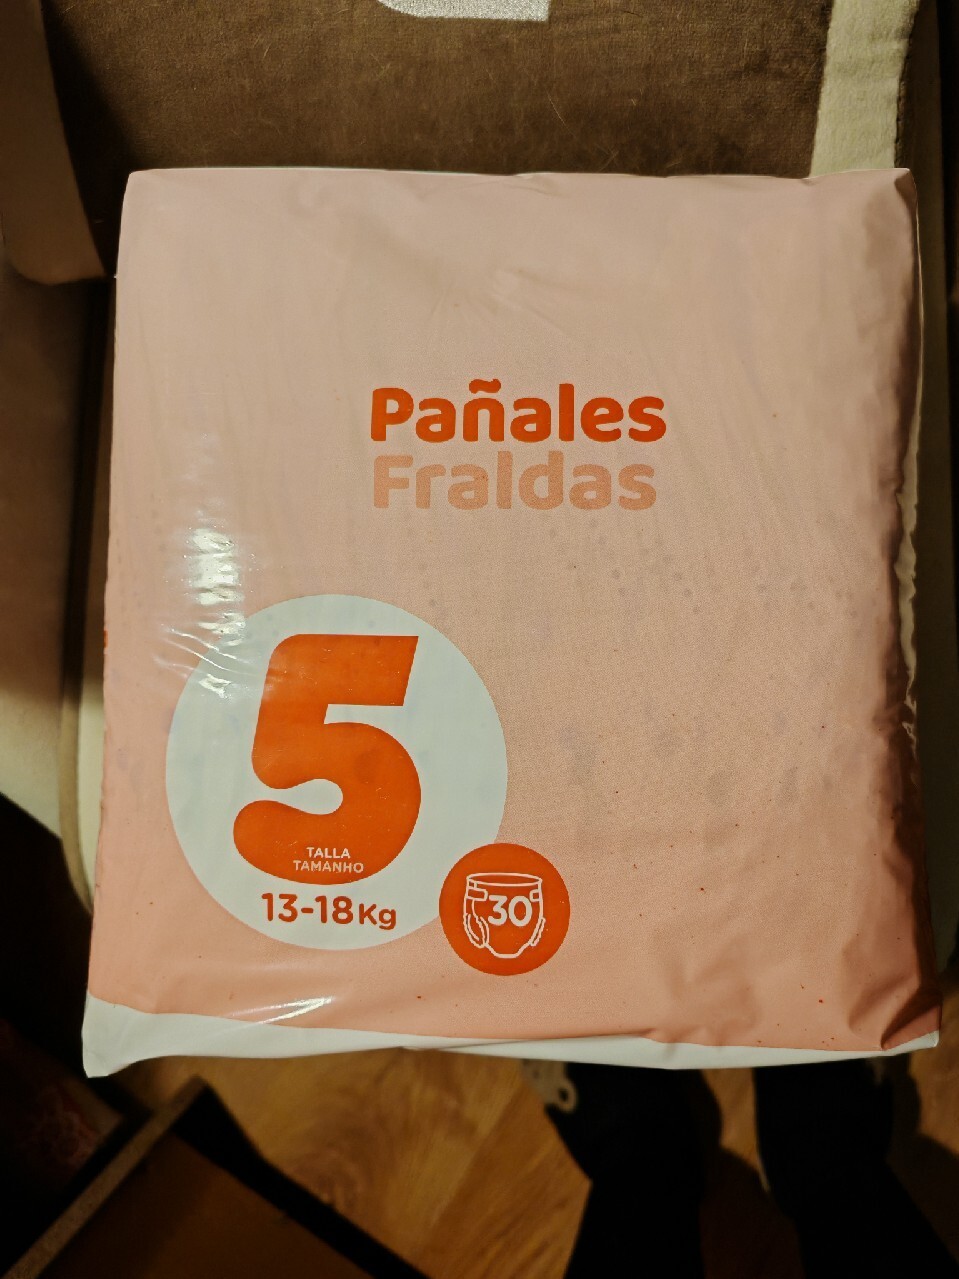 Pañales
Fraldas
5
TALLA
TAMANHO
13-18Kg
30